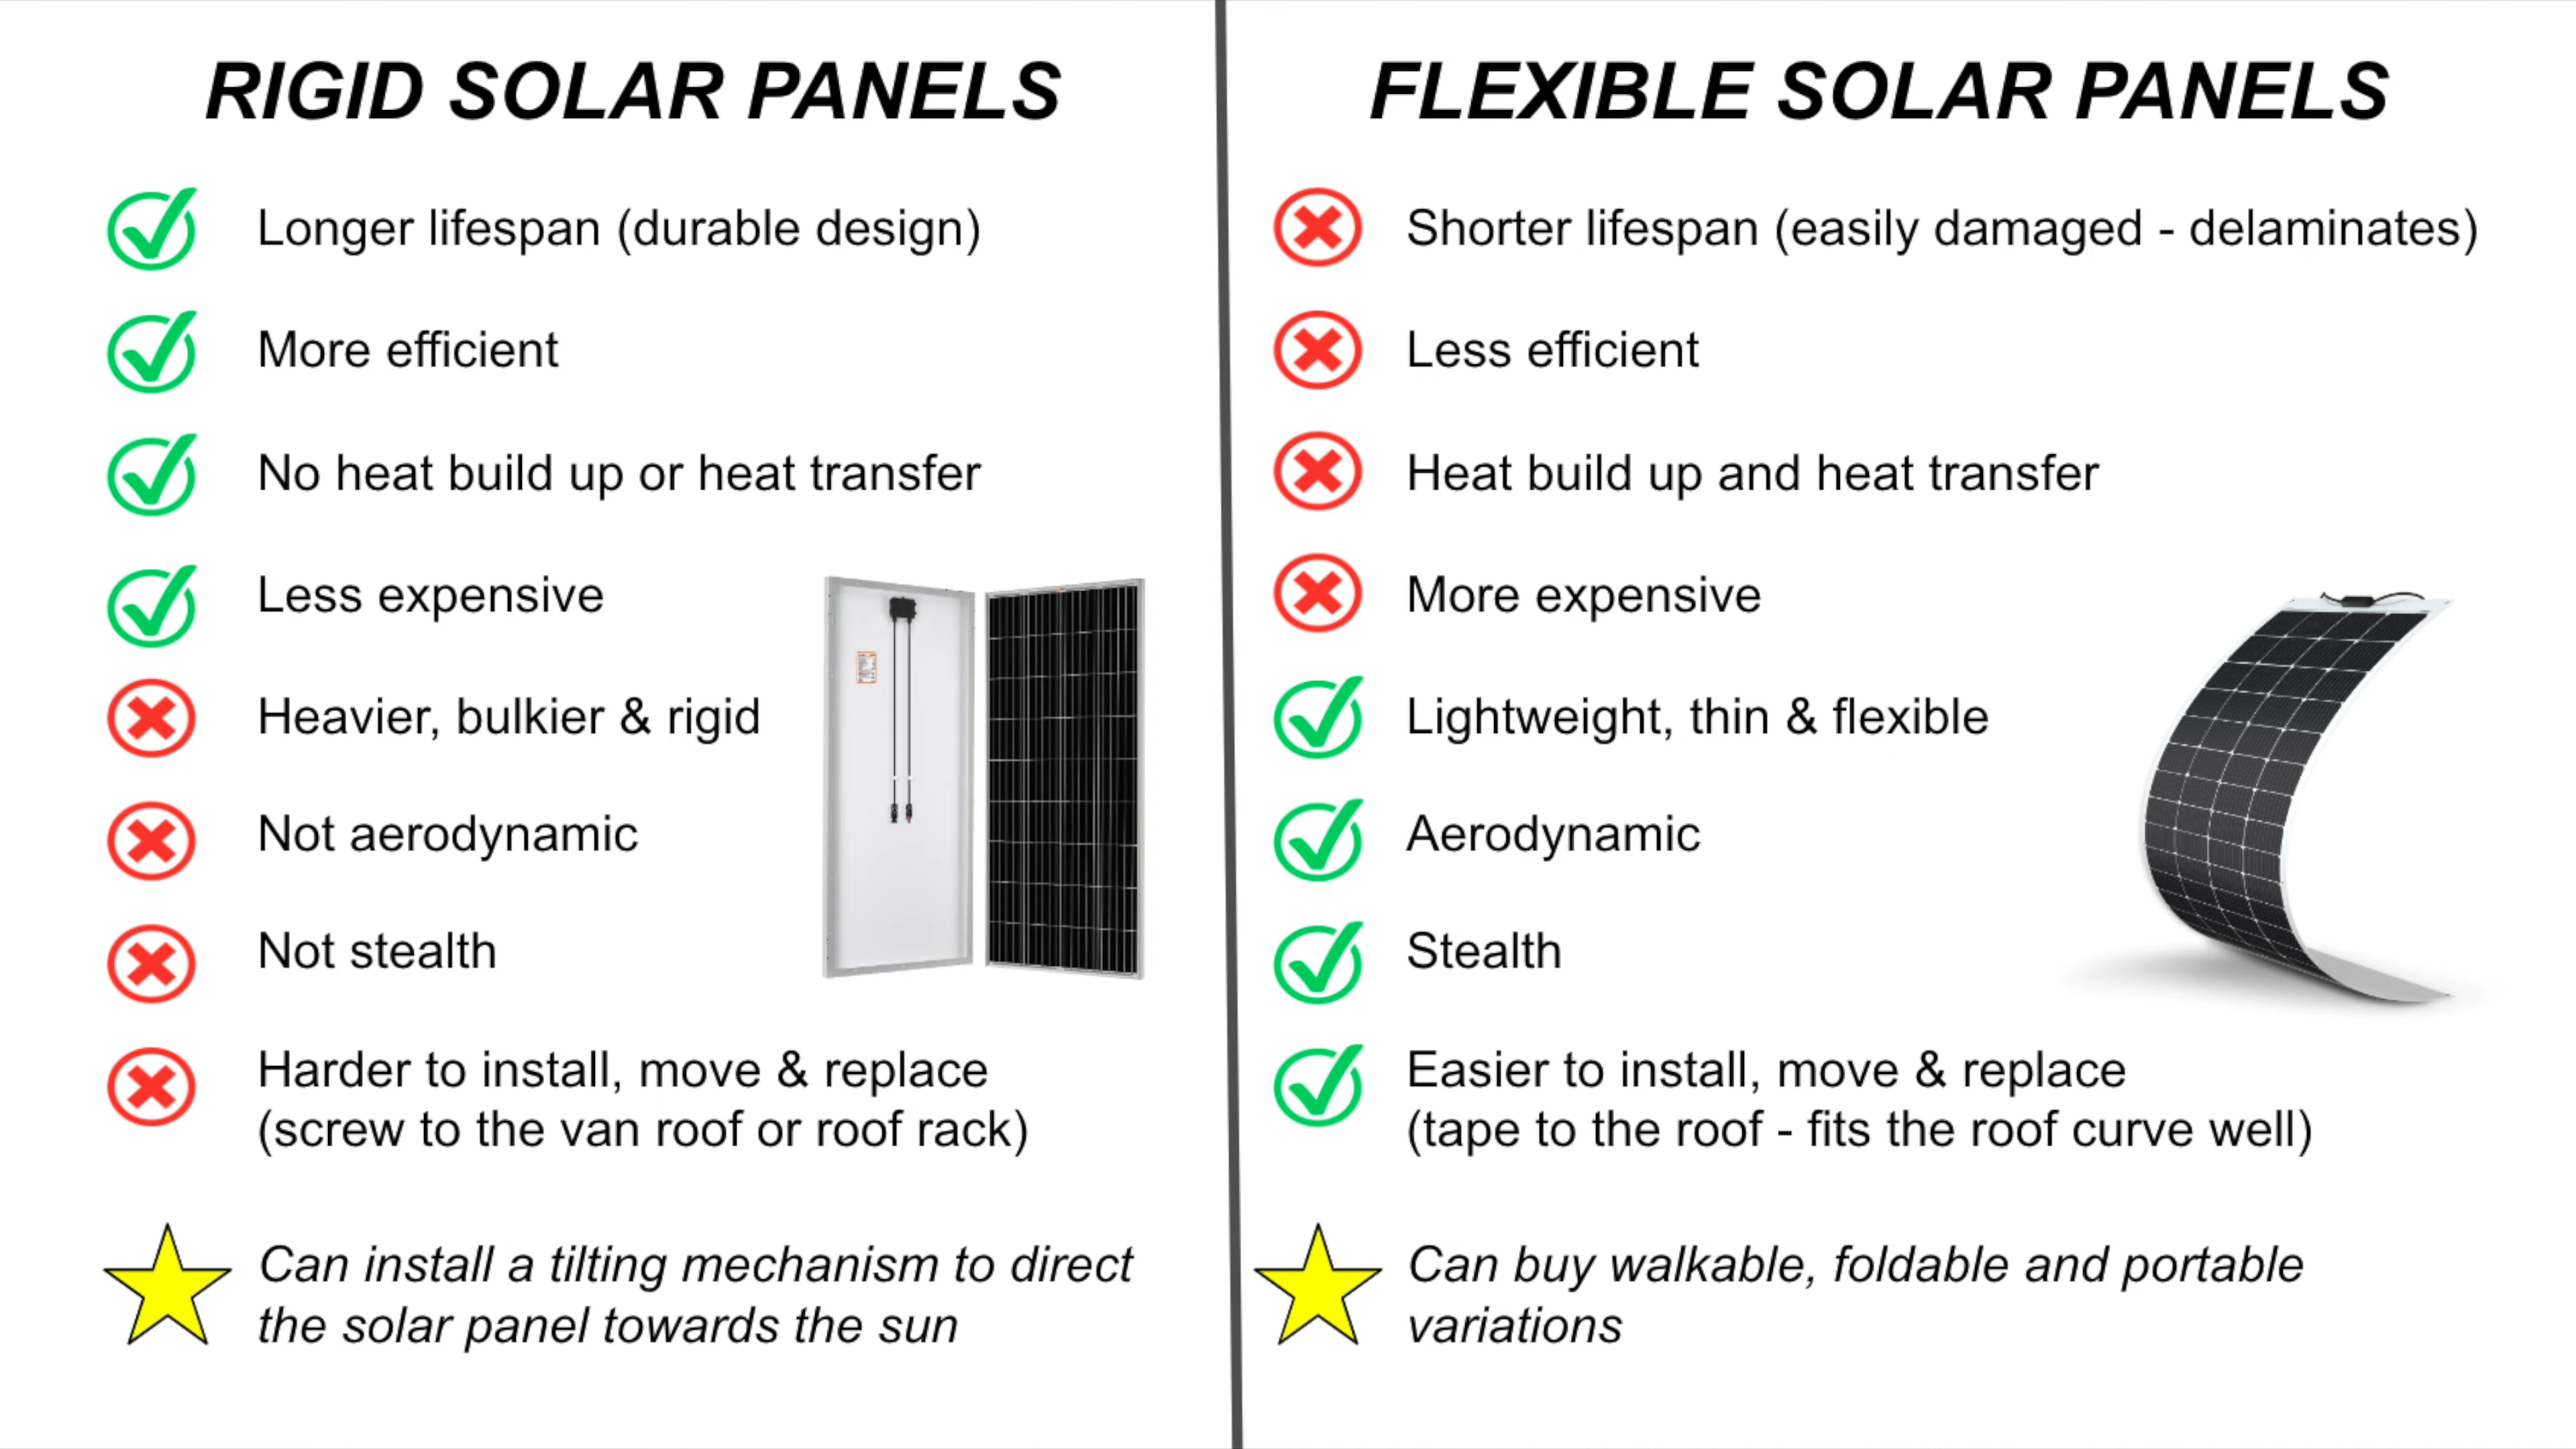 RIGID SOLAR PANELS
Longer lifespan (durable design)
More efficient
No heat build up or heat transfer
Less expensive
Heavier, bulkier & rigid
Not aerodynamic
Not stealth
Harder to install, move & replace
(screw to the van roof or roof rack)
Can install a tilting mechanism to direct
the solar panel towards the sun
FLEXIBLE SOLAR PANELS
Shorter lifespan (easily damaged - delaminates)
Less efficient
Heat build up and heat transfer
More expensive
Lightweight, thin & flexible
Aerodynamic
Stealth
Easier to install, move & replace
(tape to the roof - fits the roof curve well)
Can buy walkable, foldable and portable
variations